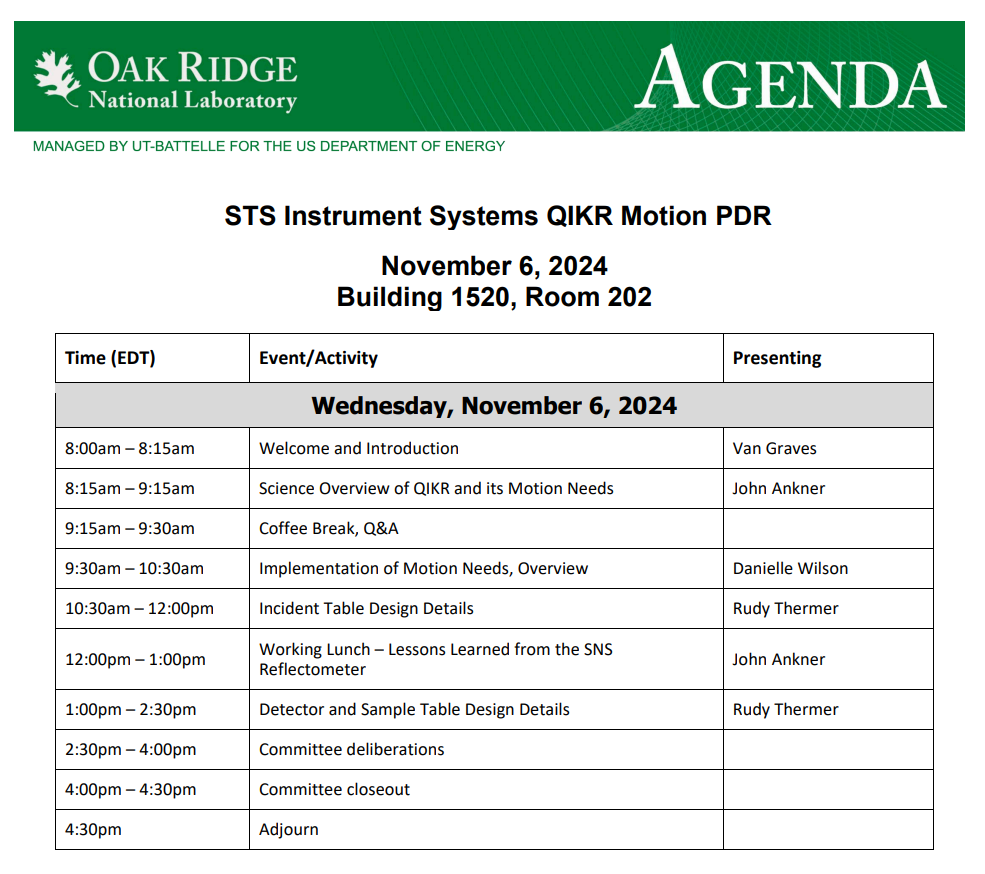 OAK RIDGE
National Laboratory
AGENDA
MANAGED BY UT-BATTELLE FOR THE US DEPARTMENT OF ENERGY
STS Instrument Systems QIKR Motion PDR
November 6, 2024
Building 1520, Room 202
Time (EDT) Event/Activity Presenting
Wednesday, November 6, 2024
8:00am – 8:15am Welcome and Introduction Van Graves
8:15am – 9:15am Science Overview of QIKR and its Motion Needs John Ankner
9:15am – 9:30am Coffee Break, Q&A
9:30am – 10:30am Implementation of Motion Needs, Overview Danielle Wilson
10:30am – 12:00pm Incident Table Design Details Rudy Thermer
12:00pm – 1:00pm Working Lunch – Lessons Learned from the SNS
Reflectometer John Ankner
1:00pm – 2:30pm Detector and Sample Table Design Details Rudy Thermer
2:30pm – 4:00pm Committee deliberations
4:00pm – 4:30pm Committee closeout
4:30pm Adjourn